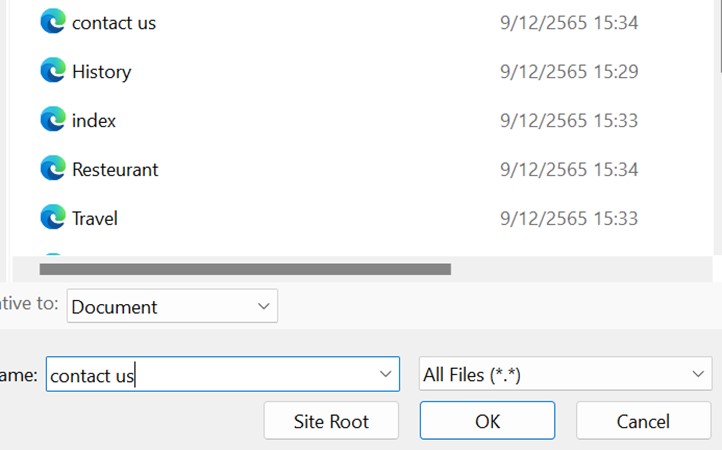 contact us 9/12/2565 15:34
History 9/12/2565 15:29
index 9/12/2565 15:33
Resteurant 9/12/2565 15:34
Travel 9/12/2565 15:33
to: Document
contact us All Files (*.*)
Site Root OK Cancel